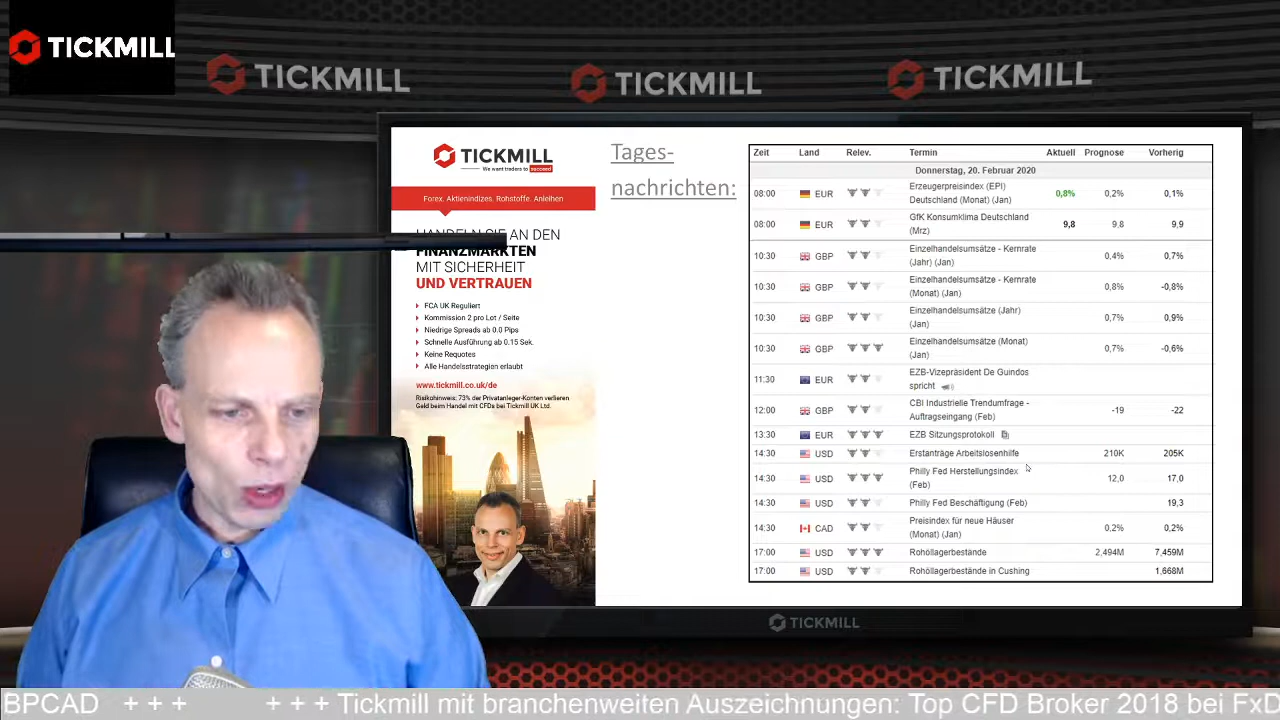 TICKMILL
TICKMILL
TICKMILL
TICKMILL
TICKMILL
We want traders to succeed
Forex. Aktienindizes. Rohstoffe. Anleihen
HANDELN SIE AN DEN
FINANZMÄRKTEN
MIT SICHERHEIT
UND VERTRAUEN
FCA UK Reguliert
Kommission 2 pro Lot / Seite
Niedrige Spreads ab 0.0 Pips
Schnelle Ausführung ab 0.15 Sek.
Keine Requotes
Alle Handelsstrategien erlaubt
www.tickmill.co.uk/de
Risikohinweis: 73% der Privatanleger-Konten verlieren
Geld beim Handel mit CFDs bei Tickmill UK Ltd.
Tages-
nachrichten:
Zeit Land Relev. Termin Aktuell Prognose Vorherig
Donnerstag, 20. Februar 2020
08:00 EUR Erzeugerpreisindex (EPI) 0,8% 0,2% 0,1%
Deutschland (Monat) (Jan)
08:00 EUR GfK Konsumklima Deutschland 9,8 9,8 9,9
(Mrz)
10:30 GBP Einzelhandelsumsätze - Kernrate 0,4% 0,7%
(Jahr) (Jan)
10:30 GBP Einzelhandelsumsätze - Kernrate 0,8% -0,8%
(Monat) (Jan)
10:30 GBP Einzelhandelsumsätze (Jahr) 0,7% 0,9%
(Jan)
10:30 GBP Einzelhandelsumsätze (Monat) 0,7% -0,6%
(Jan)
11:30 EUR EZB-Vizepräsident De Guindos
spricht
12:00 GBP CBI Industrielle Trendumfrage - -19 -22
Auftragseingang (Feb)
13:30 EUR EZB Sitzungsprotokoll
14:30 USD Erstanträge Arbeitslosenhilfe 210K 205K
14:30 USD Philly Fed Herstellungsindex 12,0 17,0
(Feb)
14:30 USD Philly Fed Beschäftigung (Feb) 19,3
14:30 CAD Preisindex für neue Häuser 0,2% 0,2%
(Monat) (Jan)
17:00 USD Rohöllagerbestände 2,494M 7,459M
17:00 USD Rohöllagerbestände in Cushing 1,668M
TICKMILL
BPCAD + + + + + + Tickmill mit branchenweiten Auszeichnungen: Top CFD Broker 2018 bei FxD